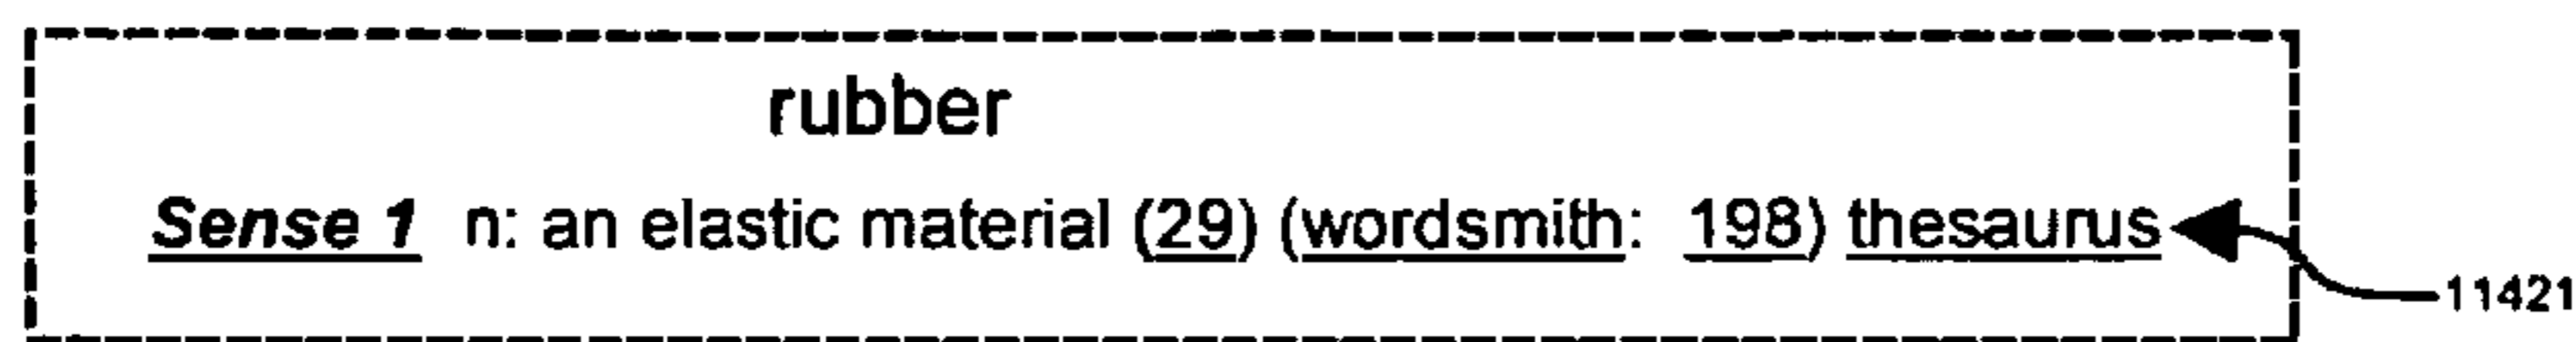 rubber
Sense 1 n: an elastic material (29) (wordsmith: 198) thesaurus
11421